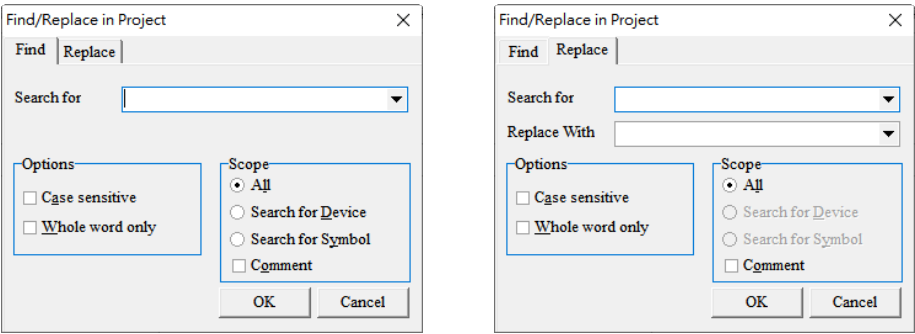 Find/Replace in Project
Find Replace
Search for
Options
Case sensitive
Whole word only
Scope
All
Search for Device
Search for Symbol
Comment
OK Cancel
Find/Replace in Project
Find Replace
Search for
Replace With
Options
Case sensitive
Whole word only
Scope
All
Search for Device
Search for Symbol
Comment
OK Cancel